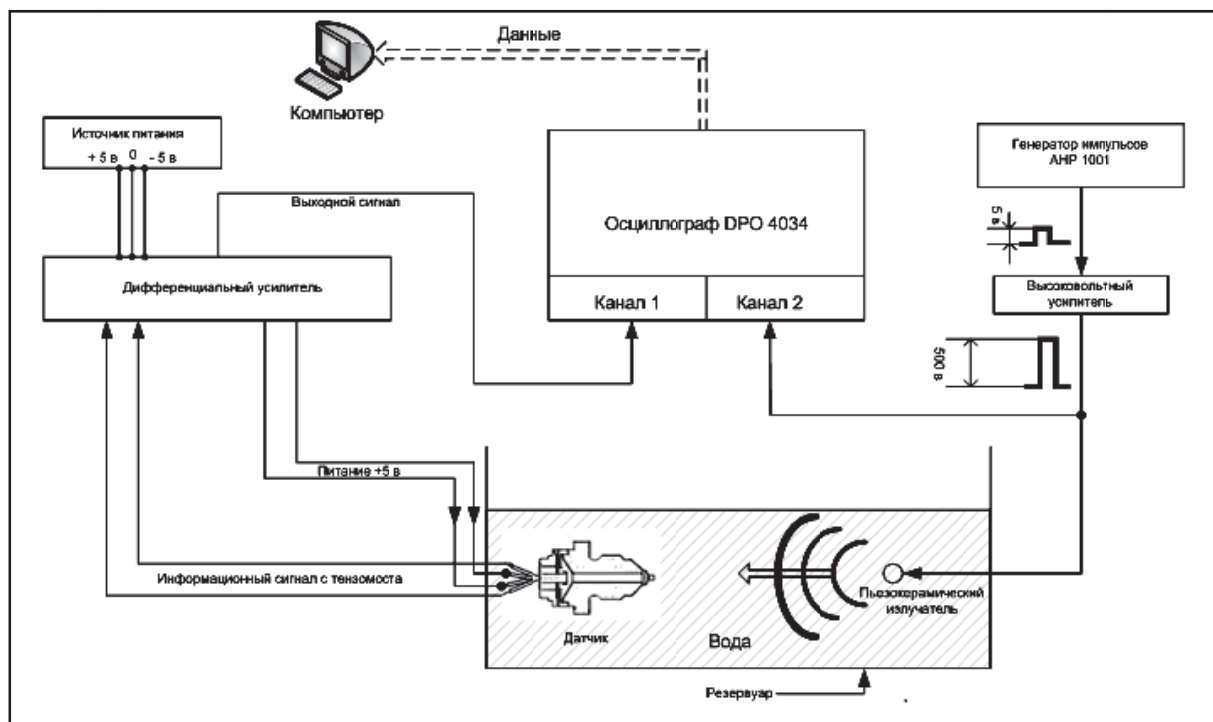 Данные
Компьютер
Источник питания
+ 5 в 0 - 5 в
Генератор импульсов
АНР 1001
Выходной сигнал
5 в
Осциллограф DPO 4034
Дифференциальный усилитель
Высоковольтный
усилитель
Канал 1
Канал 2
500 в
Питание +5 в
Информационный сигнал с тензомоста
Пьезокерамический
излучатель
Датчик
Вода
Резервуар